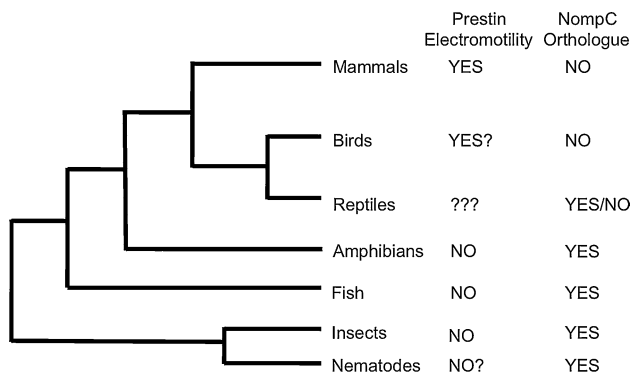 Prestin NompC
Electromotility Orthologue
Mammals YES NO
Birds YES? NO
Reptiles ??? YES/NO
Amphibians NO YES
Fish NO YES
Insects NO YES
Nematodes NO? YES